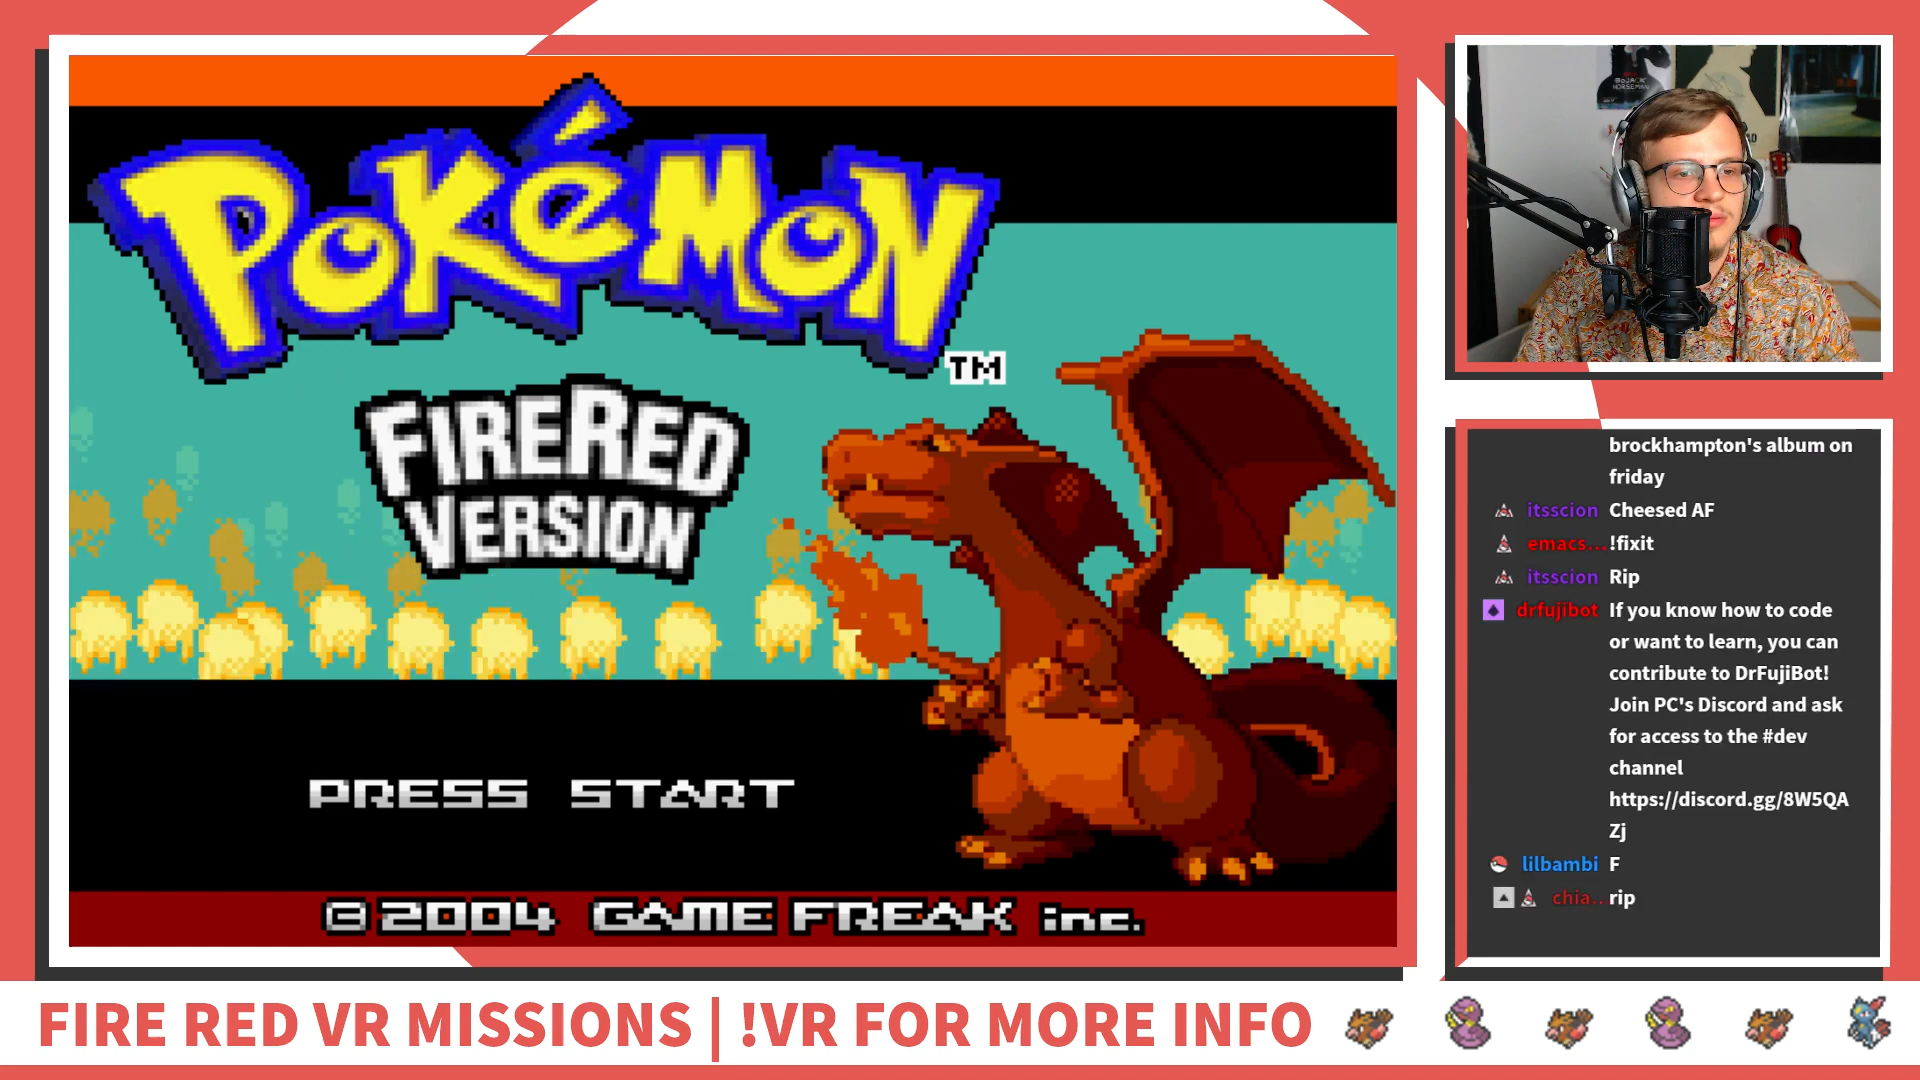 POKéMON
TM
FIRERED
VERSION
PRESS START
©2004 GAME FREAK inc.
BOJACK
HORSEMAN
brockhampton's album on
friday
itsscion Cheesed AF
emacs... !fixit
itsscion Rip
drfujibot If you know how to code
or want to learn, you can
contribute to DrFujiBot!
Join PC's Discord and ask
for access to the #dev
channel
https://discord.gg/8W5QA
Zj
lilbambi F
chia... rip
FIRE RED VR MISSIONS | !VR FOR MORE INFO